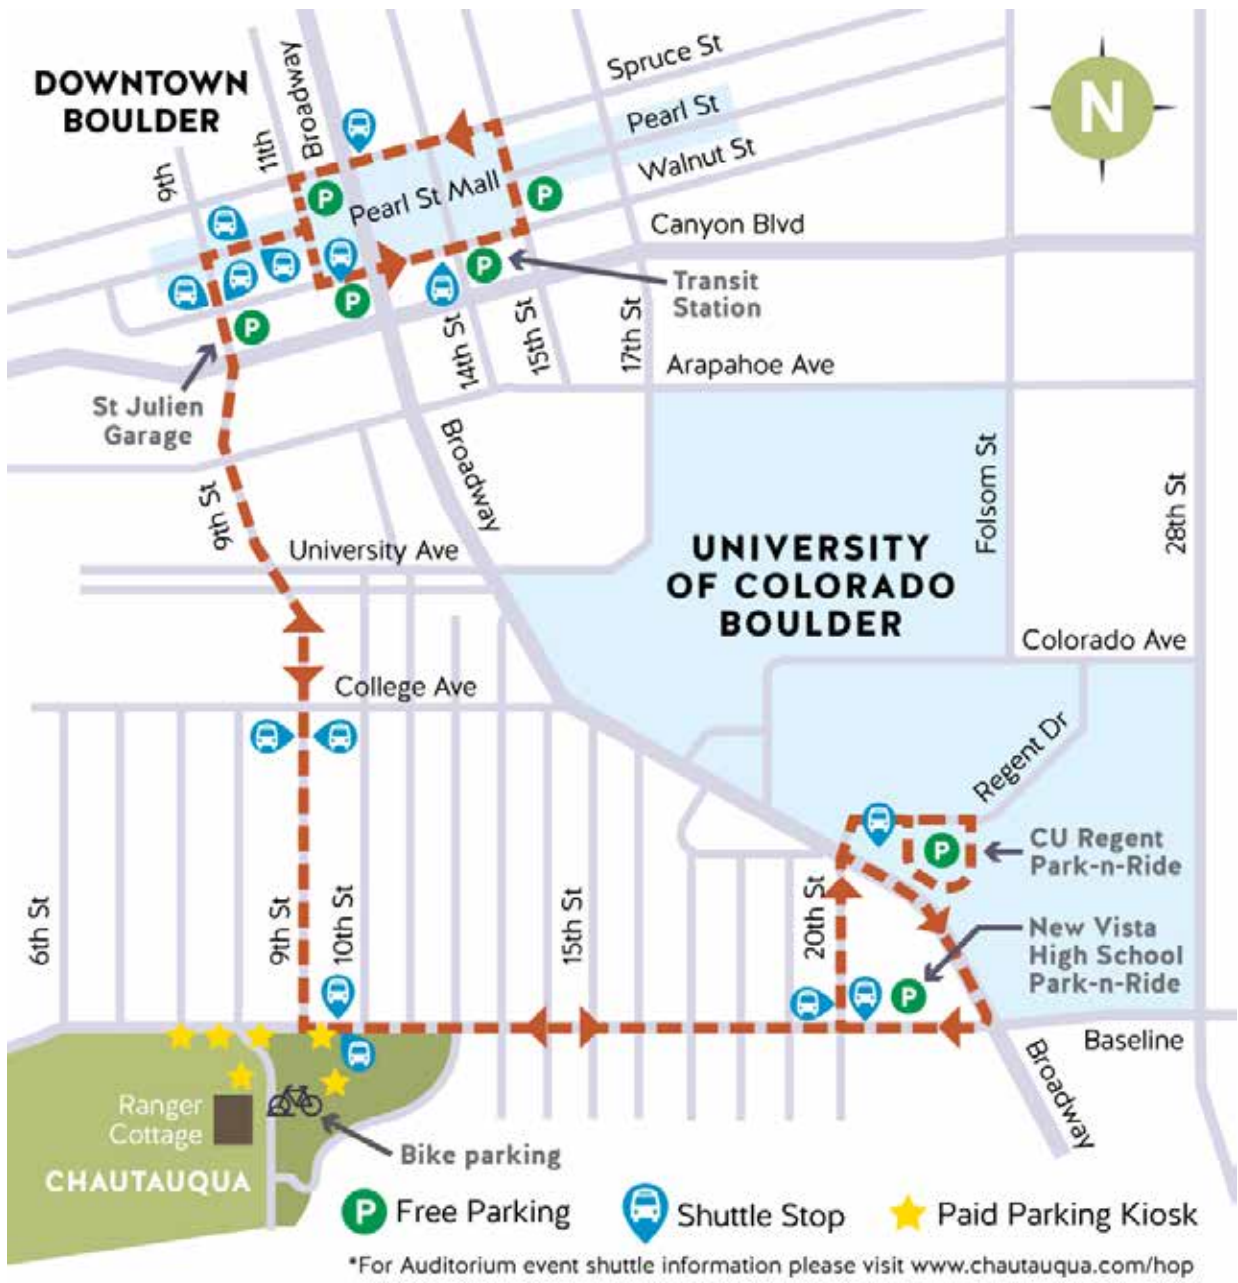 DOWNTOWN
BOULDER
9th
11th
Broadway
Spruce St
Pearl St
Walnut St
N
P
Pearl St Mall
P
Canyon Blvd
P
P
P
Transit
Station
St Julien
Garage
14th St
15th St
17th St
Arapahoe Ave
Broadway
9th St
University Ave
UNIVERSITY
OF COLORADO
BOULDER
Folsom St
28th St
Colorado Ave
College Ave
Regent Dr
P
CU Regent
Park-n-Ride
6th St
9th St
10th St
15th St
20th St
New Vista
High School
Park-n-Ride
P
Baseline
Broadway
Ranger
Cottage
CHAUTAUQUA
Bike parking
P Free Parking
Shuttle Stop
Paid Parking Kiosk
*For Auditorium event shuttle information please visit www.chautauqua.com/hop